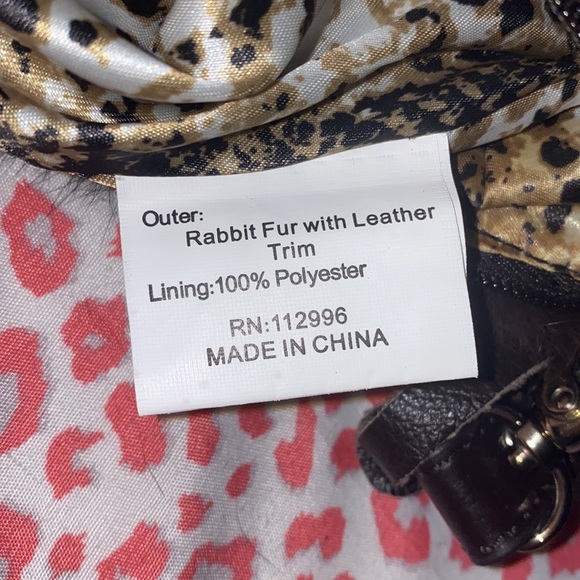 Outer:
Rabbit Fur with Leather
Trim
Lining:100% Polyester
RN:112996
MADE IN CHINA